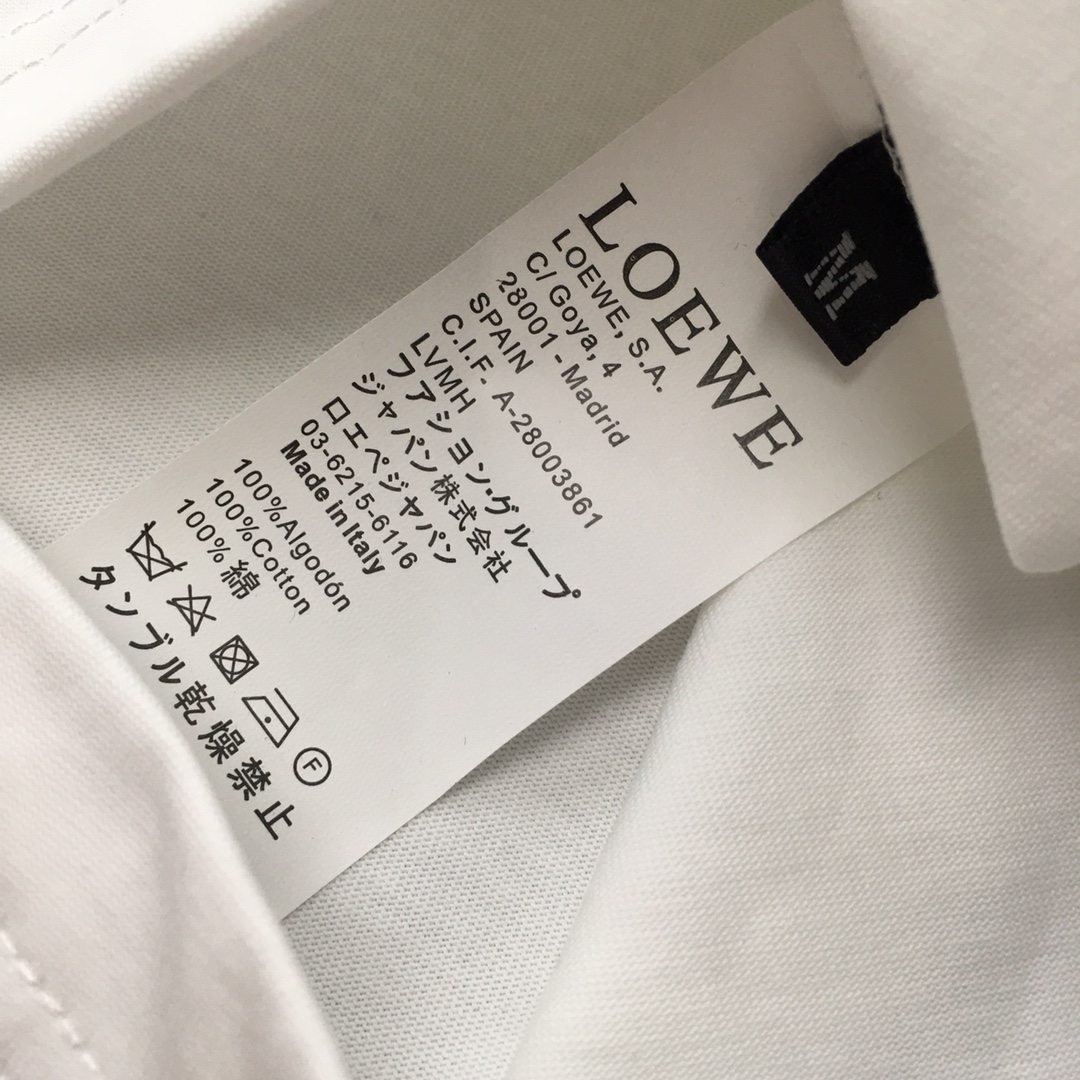 LOEWE
LOEWE, S.A.
C/ Goya, 4
28001 - Madrid
SPAIN
C.I.F. A-28003861
LVMH
ファション・グループ
ジャパン株式会社
ロエペジャパン
03-6215-6116
Made in Italy
100%Algodón
100%Cotton
100%綿
F
タンブル乾燥禁止